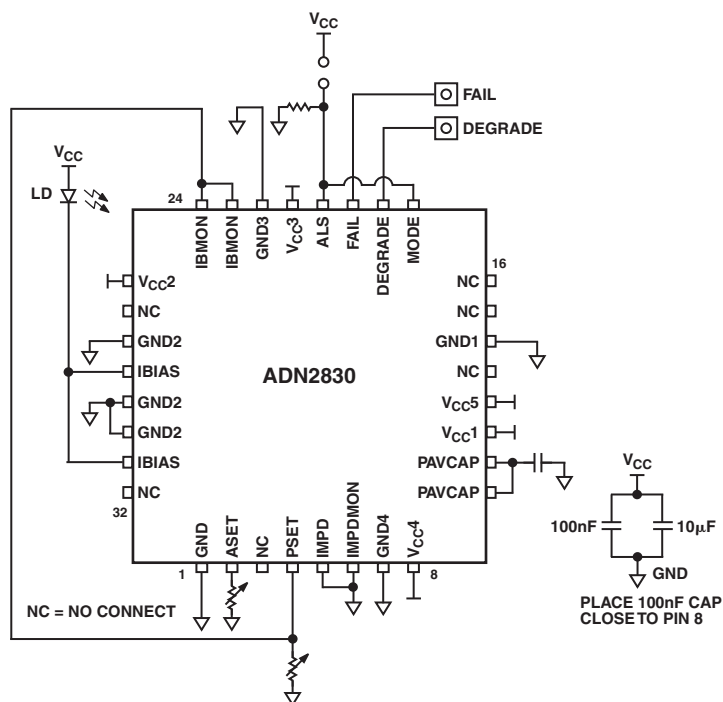 VCC
FAIL
DEGRADE
VCC
LD
24
IBMON
IBMON
GND3
VCC3
ALS
FAIL
DEGRADE
MODE
16
VCC2
NC
GND2
IBIAS
GND2
GND2
IBIAS
NC
32
ADN2830
NC
NC
GND1
NC
VCC5
VCC1
PAVCAP
PAVCAP
1
GND
ASET
NC
PSET
IMPD
IMPDMON
GND4
VCC4
8
NC = NO CONNECT
VCC
100nF
10μF
GND
PLACE 100nF CAP
CLOSE TO PIN 8